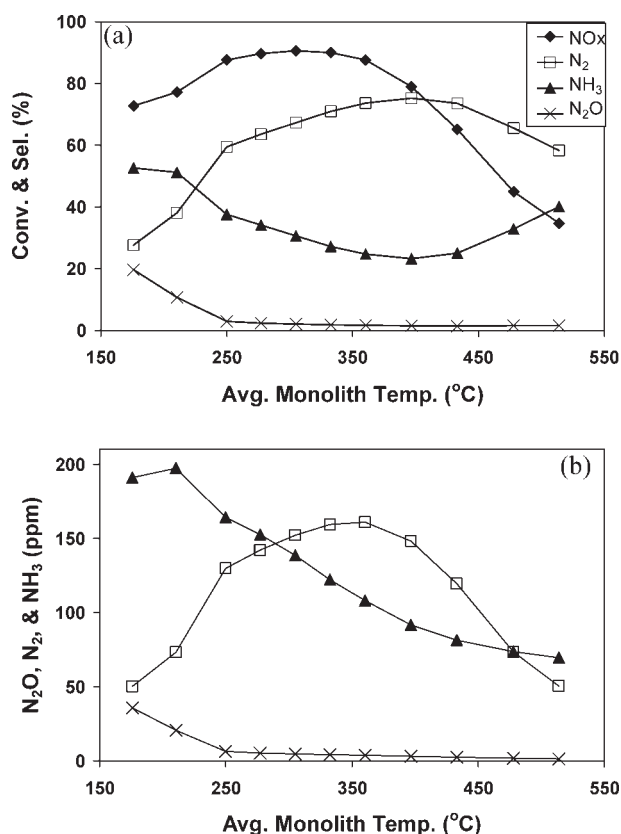 (a)
100
80
60
40
20
0
Conv. & Sel. (%)
NOx
N₂
NH₃
N₂O
150 250 350 450 550
Avg. Monolith Temp. (°C)
(b)
200
150
100
50
0
N₂O, N₂, & NH₃ (ppm)
150 250 350 450 550
Avg. Monolith Temp. (°C)